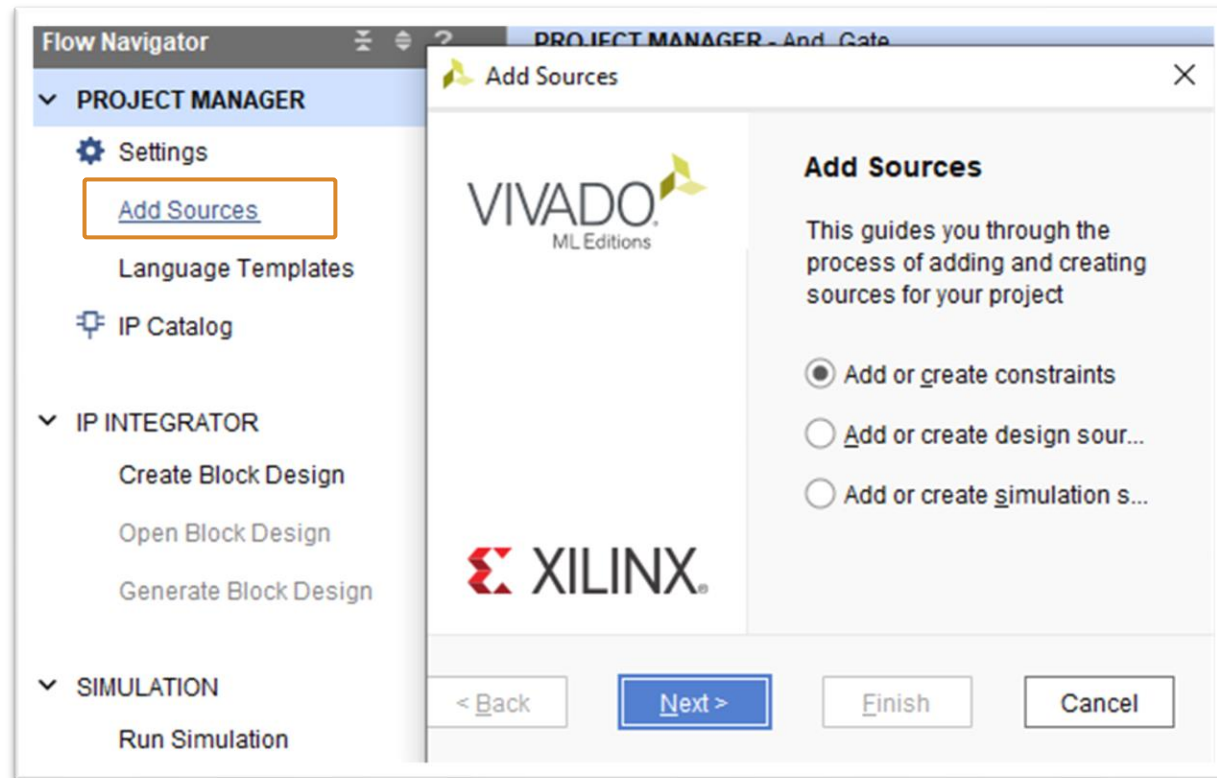 Flow Navigator
?
PROJECT MANAGER - And_Gate
PROJECT MANAGER
Settings
Add Sources
Language Templates
IP Catalog
IP INTEGRATOR
Create Block Design
Open Block Design
Generate Block Design
SIMULATION
Run Simulation
Add Sources
VIVADO.
ML Editions
XILINX.
Add Sources
This guides you through the
process of adding and creating
sources for your project
Add or create constraints
Add or create design sour...
Add or create simulation s...
< Back
Next >
Finish
Cancel